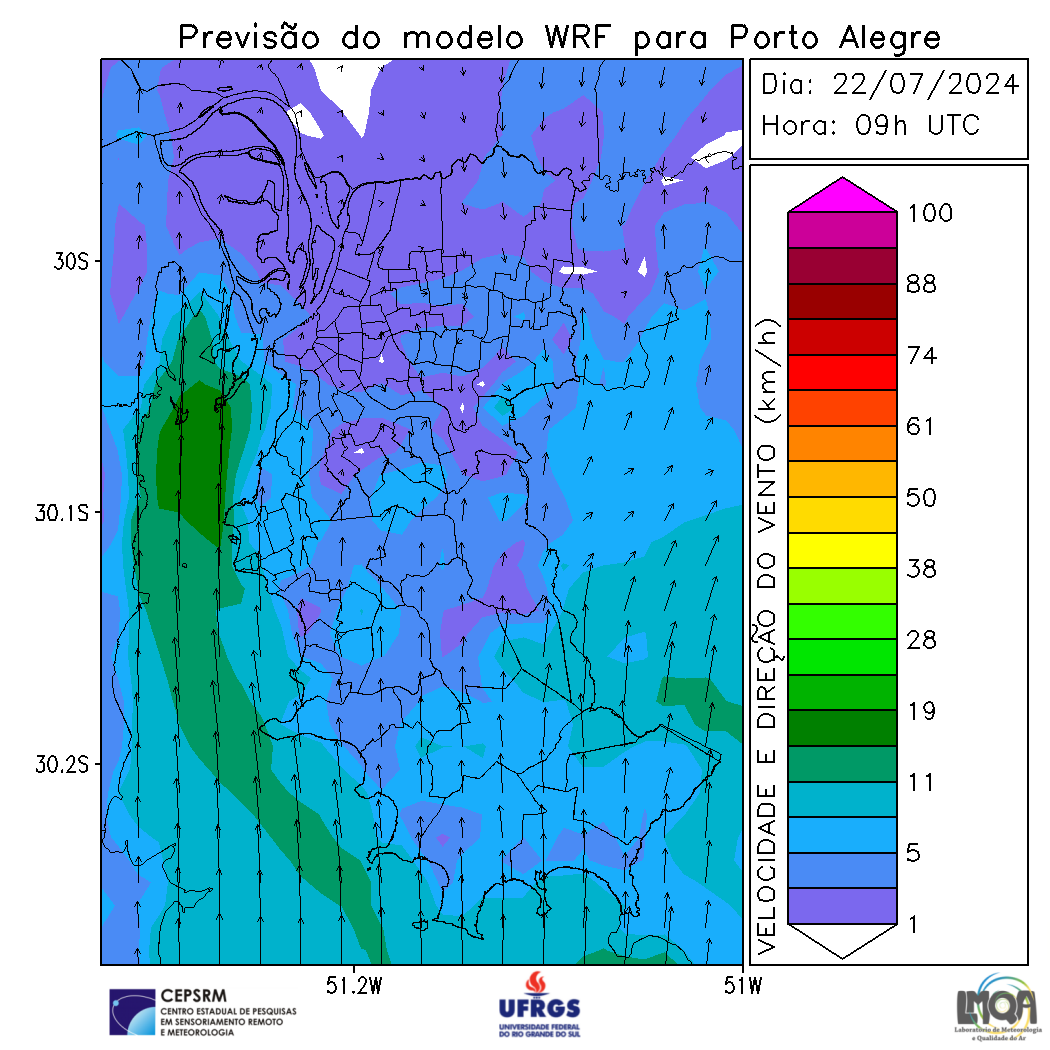 Previsão do modelo WRF para Porto Alegre
Dia: 22/07/2024
Hora: 09h UTC
30S
30.1S
30.2S
51.2W
51W
VELOCIDADE E DIREÇÃO DO VENTO (km/h)
100
88
74
61
50
38
28
19
11
5
1
CEPSRM
CENTRO ESTADUAL DE PESQUISAS
EM SENSORIAMENTO REMOTO
E METEOROLOGIA
UFRGS
UNIVERSIDADE FEDERAL
DO RIO GRANDE DO SUL
LMQA
Laboratório de Meteorologia
e Qualidade do Ar